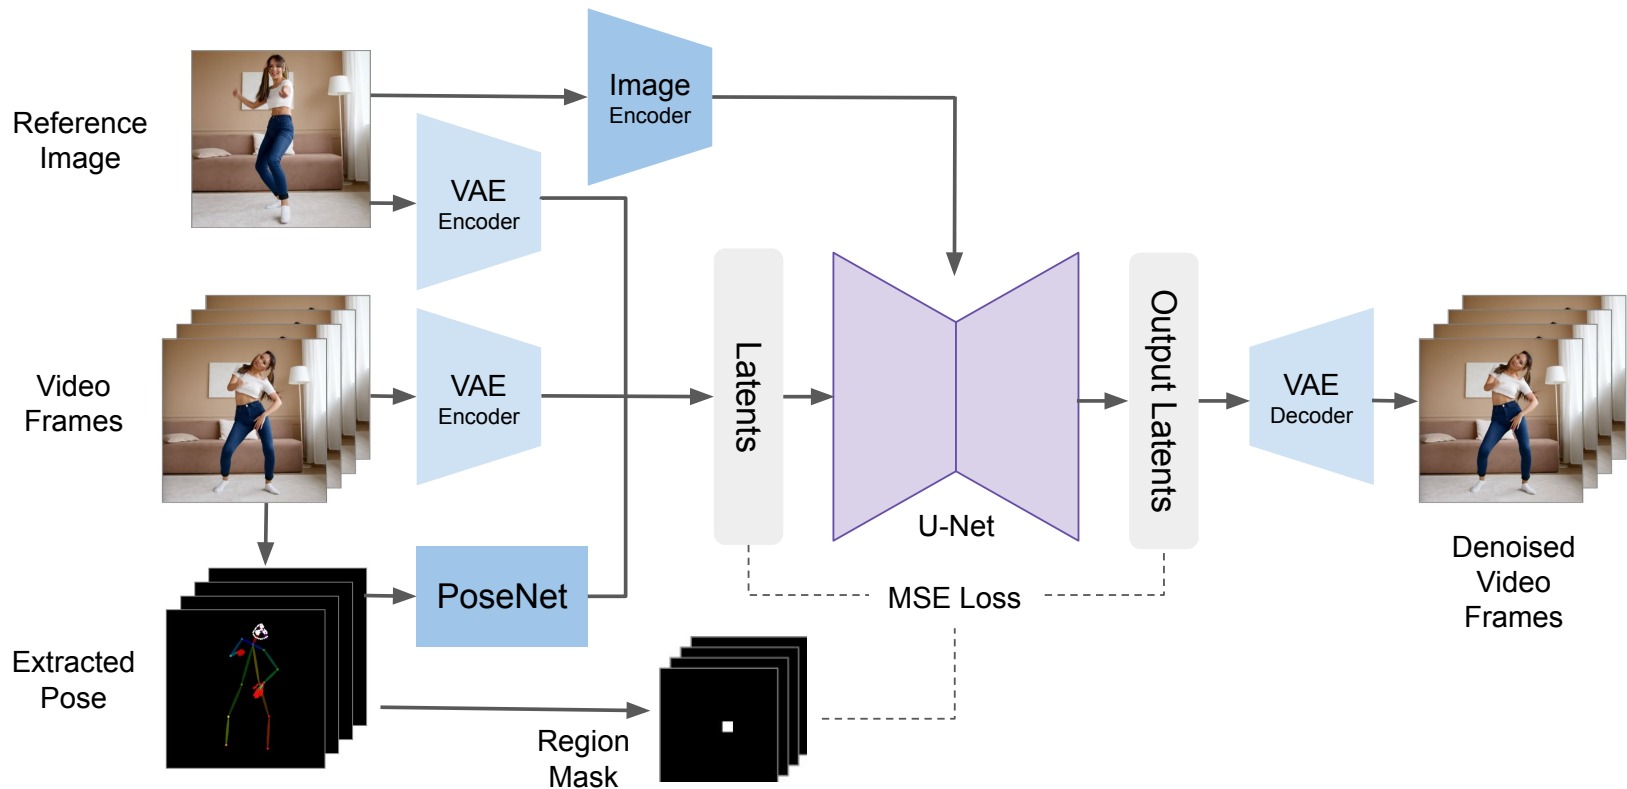 Reference
Image
Image
Encoder
VAE
Encoder
Video
Frames
VAE
Encoder
Latents
U-Net
Output Latents
VAE
Decoder
Denoised
Video
Frames
PoseNet
MSE Loss
Extracted
Pose
Region
Mask